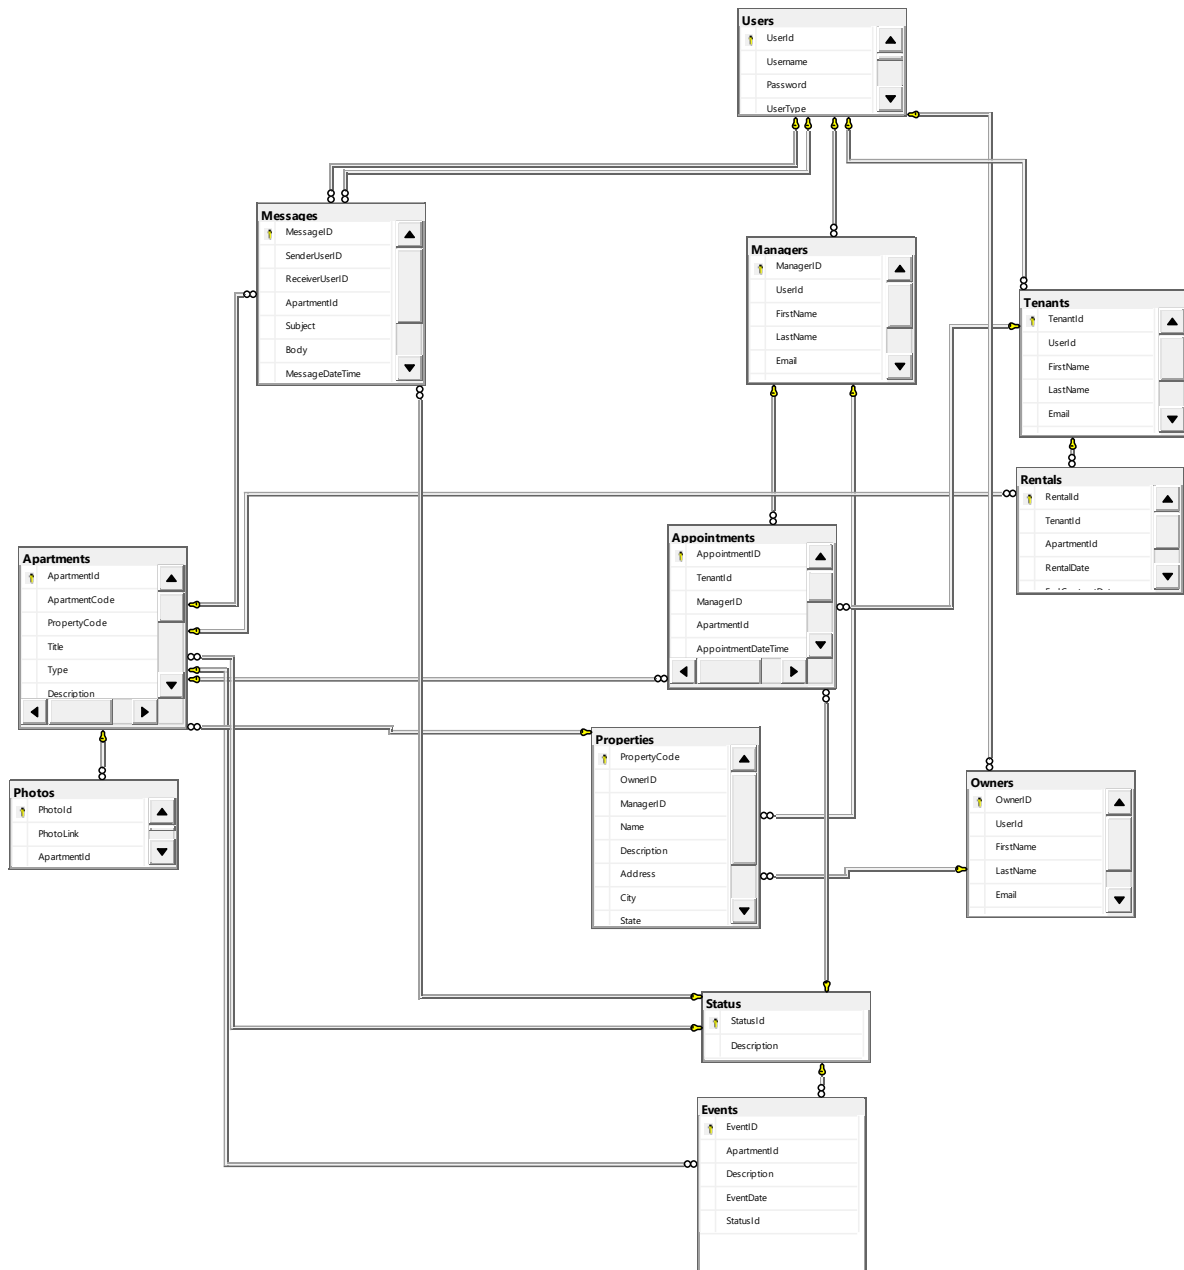 Users
UserId
Username
Password
UserType
Messages
MessageID
SenderUserID
ReceiverUserID
ApartmentId
Subject
Body
MessageDateTime
Managers
ManagerID
UserId
FirstName
LastName
Email
Tenants
TenantId
UserId
FirstName
LastName
Email
Rentals
RentalId
TenantId
ApartmentId
RentalDate
Apartments
ApartmentId
ApartmentCode
PropertyCode
Title
Type
Description
Appointments
AppointmentID
TenantId
ManagerID
ApartmentId
AppointmentDateTime
Properties
PropertyCode
OwnerID
ManagerID
Name
Description
Address
City
State
Photos
PhotoId
PhotoLink
ApartmentId
Owners
OwnerID
UserId
FirstName
LastName
Email
Status
StatusId
Description
Events
EventID
ApartmentId
Description
EventDate
StatusId